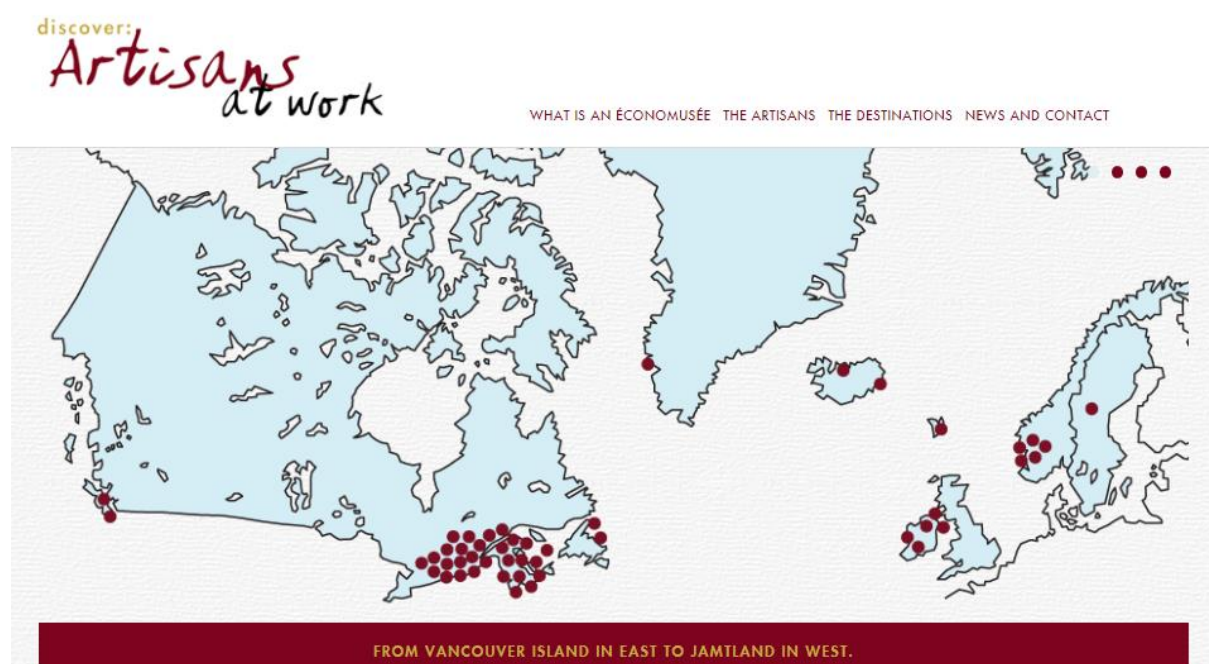 discover:
Artisans
at work
WHAT IS AN ÉCONOMUSÉE THE ARTISANS THE DESTINATIONS NEWS AND CONTACT
FROM VANCOUVER ISLAND IN EAST TO JAMTLAND IN WEST.